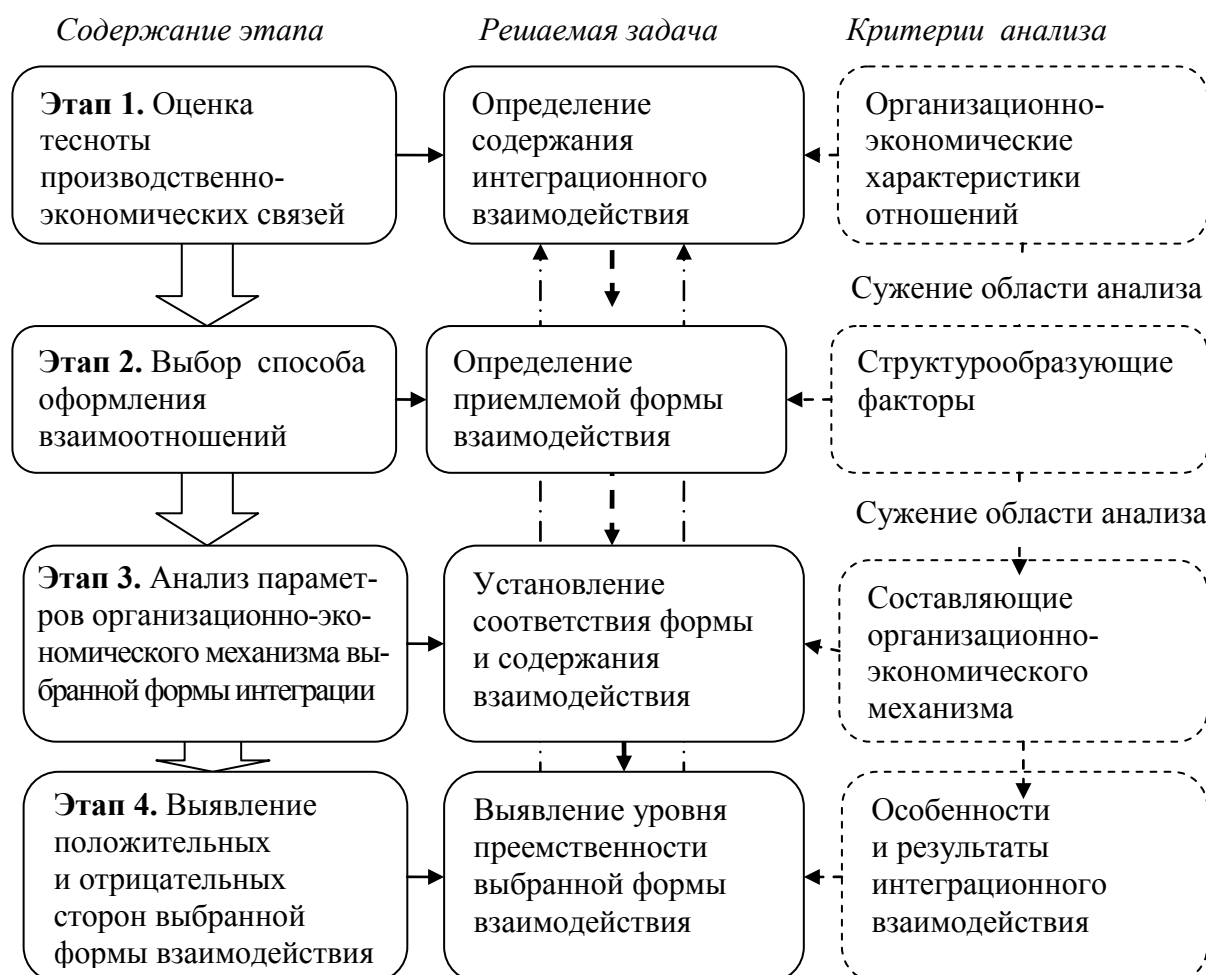 Содержание этапа
Решаемая задача
Критерии анализа
Этап 1. Оценка
тесноты
производственно-
экономических связей
Определение
содержания
интеграционного
взаимодействия
Организационно-
экономические
характеристики
отношений
Сужение области анализа
Этап 2. Выбор способа
оформления
взаимоотношений
Определение
приемлемой формы
взаимодействия
Структурообразующие
факторы
Сужение области анализа
Этап 3. Анализ парамет-
ров организационно-эко-
номического механизма вы-
бранной формы интеграции
Установление
соответствия формы
и содержания
взаимодействия
Составляющие
организационно-
экономического
механизма
Этап 4. Выявление
положительных
и отрицательных
сторон выбранной
формы взаимодействия
Выявление уровня
преемственности
выбранной формы
взаимодействия
Особенности
и результаты
интеграционного
взаимодействия